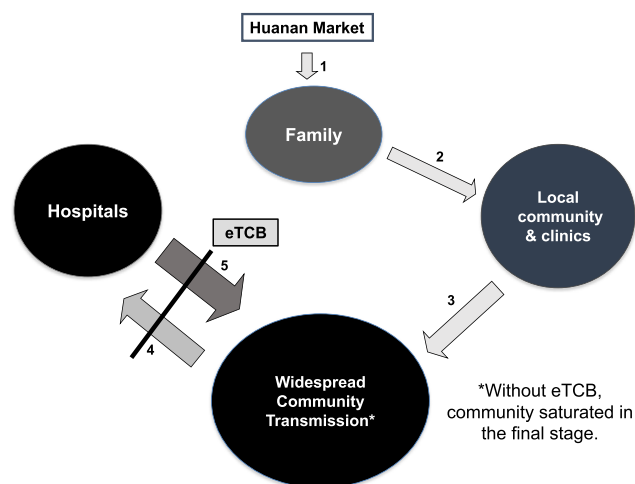 Huanan Market
1
Family
2
Local
community
& clinics
Hospitals
eTCB
5
3
4
Widespread
Community
Transmission*
*Without eTCB,
community saturated in
the final stage.